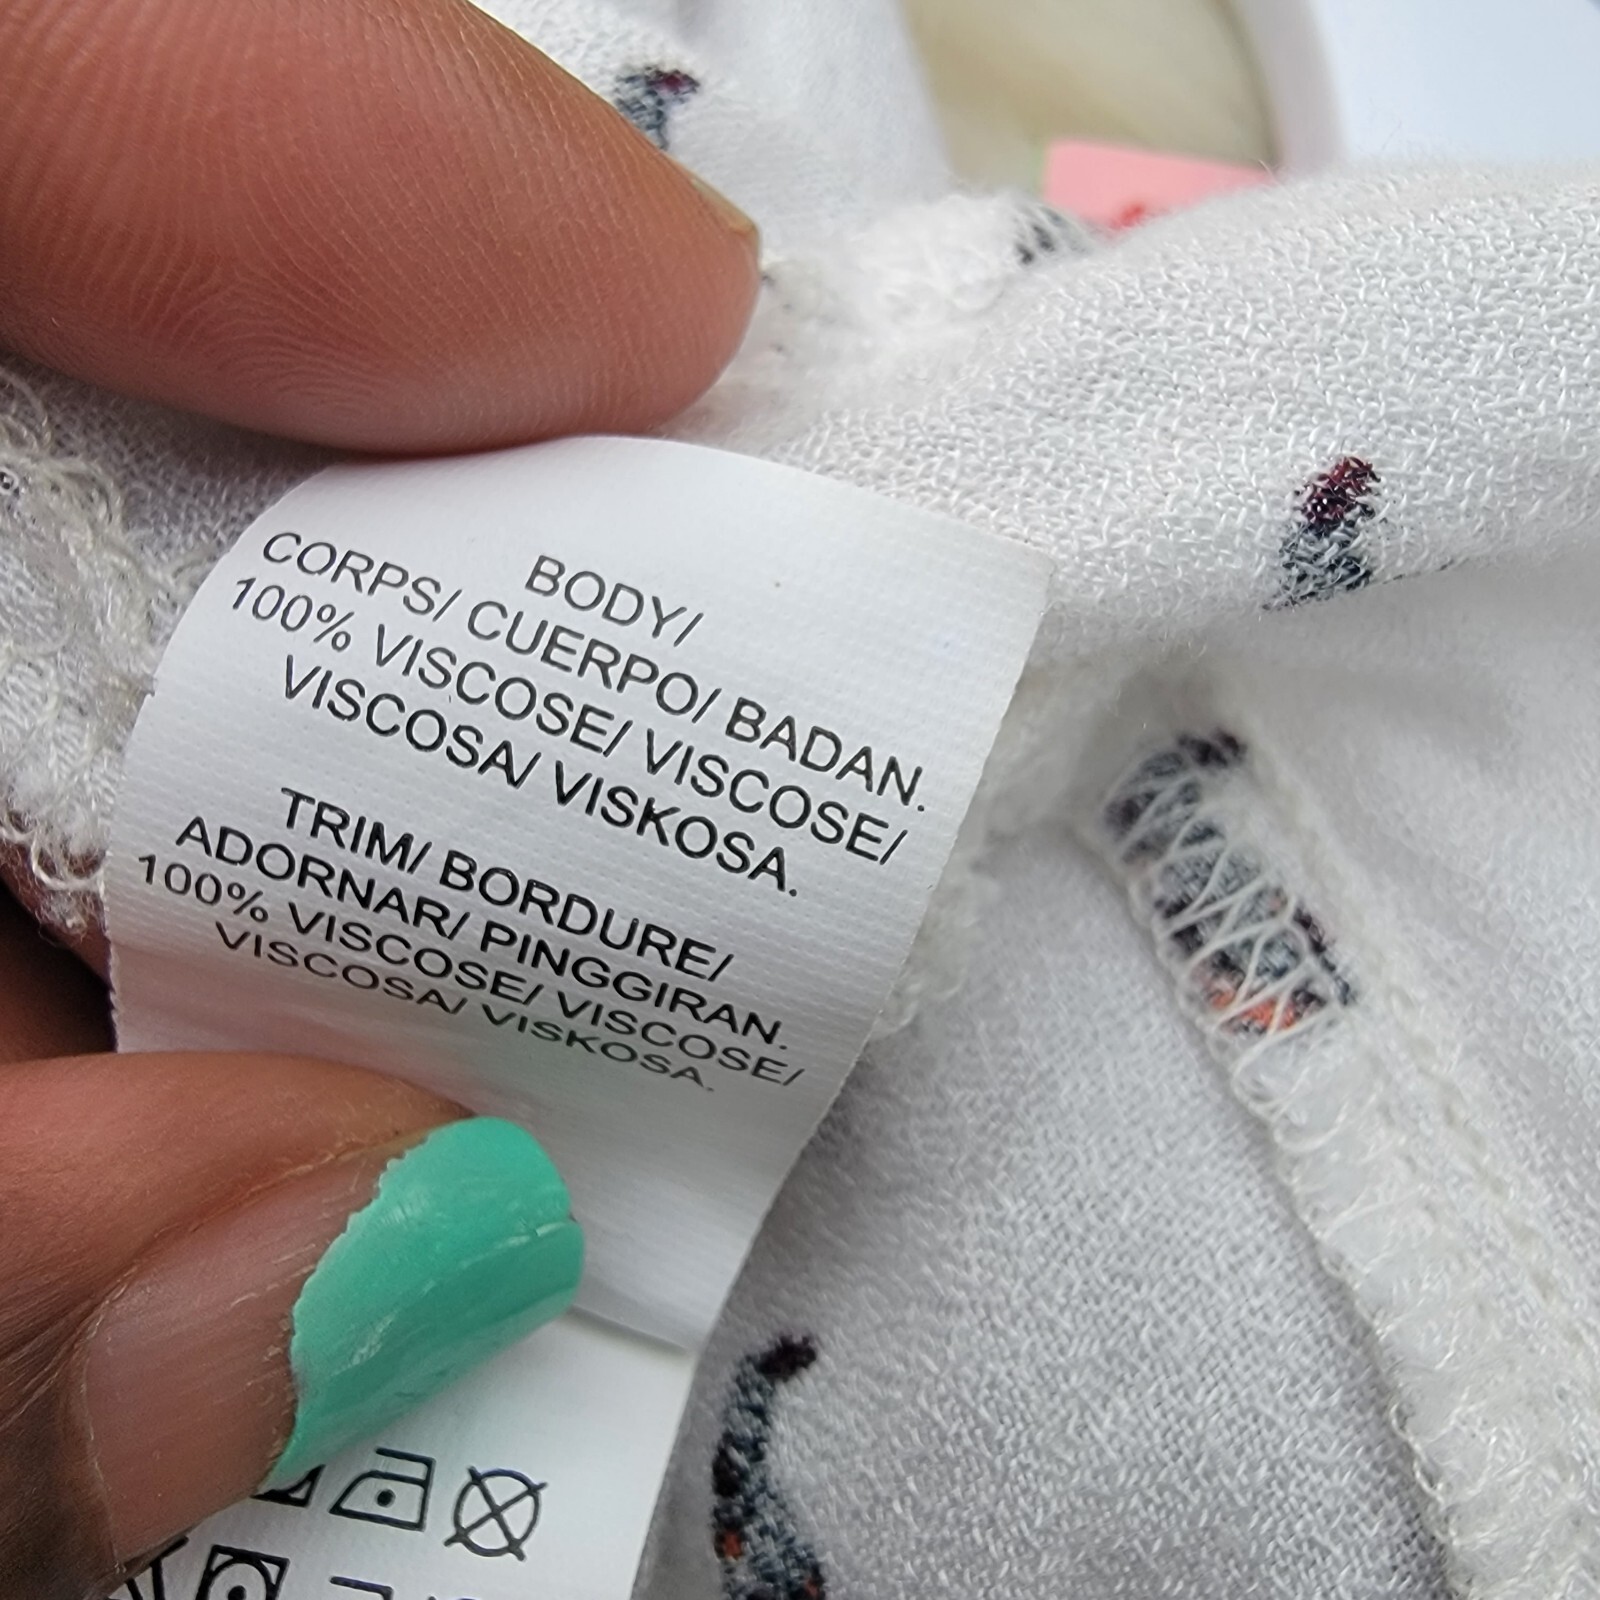 BODY/
CORPS/ CUERPO/ BADAN.
100% VISCOSE/ VISCOSE/
VISCOSA/ VISKOSA.
TRIM/ BORDURE/
ADORNAR/ PINGGIRAN.
100% VISCOSE/ VISCOSE/
VISCOSA/ VISKOSA.